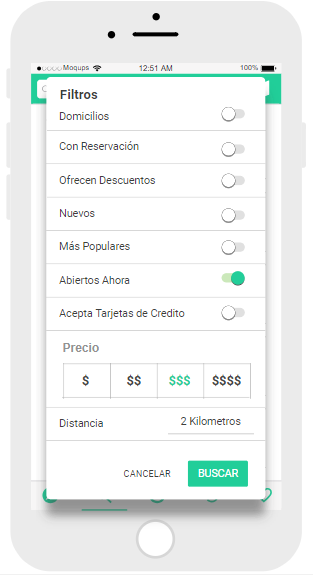 Moqups 12:51 AM 100%
Filtros
Domicilios
Con Reservación
Ofrecen Descuentos
Nuevos
Más Populares
Abiertos Ahora
Acepta Tarjetas de Credito
Precio
$ $$ $$$ $$$$
Distancia 2 Kilometros
CANCELAR BUSCAR